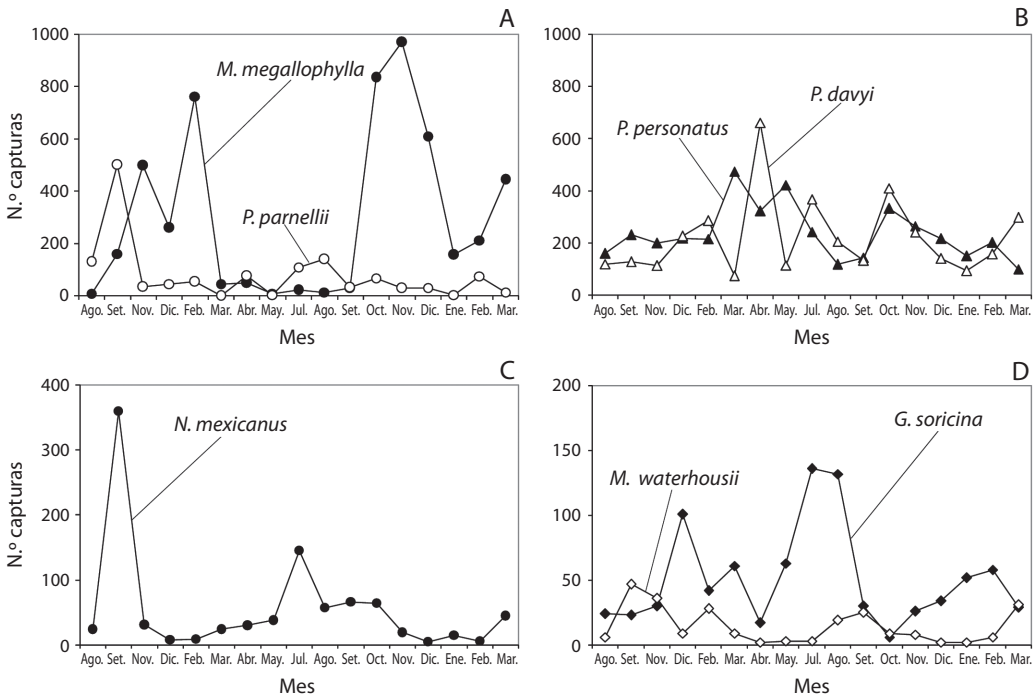 A
1000
800
600
400
200
0
N.º capturas
M. megallophylla
P. parnellii
Ago. Set. Nov. Dic. Feb. Mar. Abr. May. Jul. Ago. Set. Oct. Nov. Dic. Ene. Feb. Mar.
Mes
B
1000
800
600
400
200
0
P. davyi
P. personatus
Ago. Set. Nov. Dic. Feb. Mar. Abr. May. Jul. Ago. Set. Oct. Nov. Dic. Ene. Feb. Mar.
Mes
C
400
300
200
100
0
N.º capturas
N. mexicanus
Ago. Set. Nov. Dic. Feb. Mar. Abr. May. Jul. Ago. Set. Oct. Nov. Dic. Ene. Feb. Mar.
Mes
D
200
150
100
50
0
G. soricina
M. waterhousii
Ago. Set. Nov. Dic. Feb. Mar. Abr. May. Jul. Ago. Set. Oct. Nov. Dic. Ene. Feb. Mar.
Mes